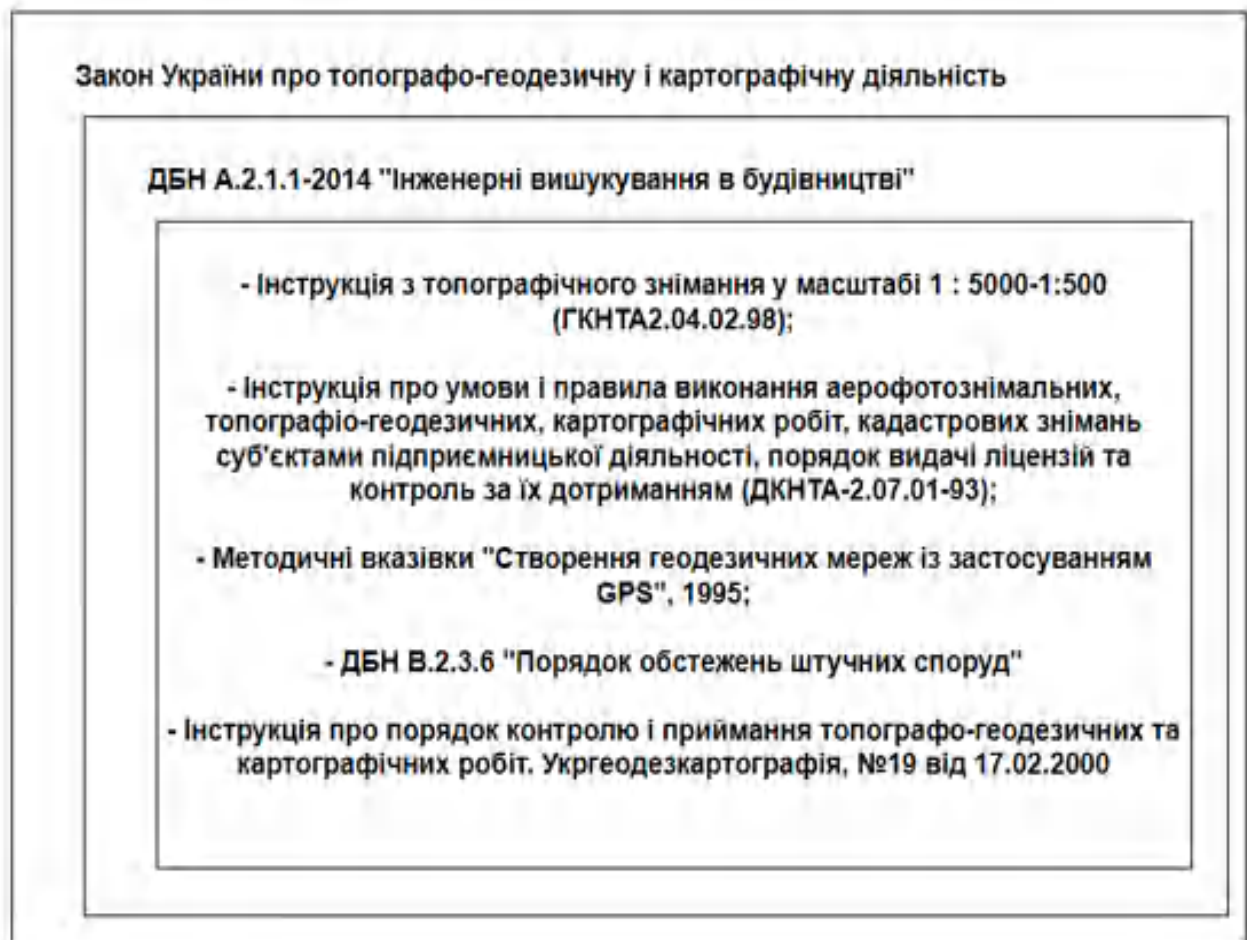 Закон України про топографо-геодезичну і картографічну діяльність
ДБН А.2.1.1-2014 "Інженерні вишукування в будівництві"
- Інструкція з топографічного знімання у масштабі 1 : 5000-1:500
(ГКНТА2.04.02.98);
- Інструкція про умови і правила виконання аерофотознімальних,
топографіо-геодезичних, картографічних робіт, кадастрових знімань
суб'єктами підприємницької діяльності, порядок видачі ліцензій та
контроль за їх дотриманням (ДКНТА-2.07.01-93);
- Методичні вказівки "Створення геодезичних мереж із застосуванням
GPS", 1995;
- ДБН В.2.3.6 "Порядок обстежень штучних споруд"
- Інструкція про порядок контролю і приймання топографо-геодезичних та
картографічних робіт. Укргеодезкартографія, №19 від 17.02.2000